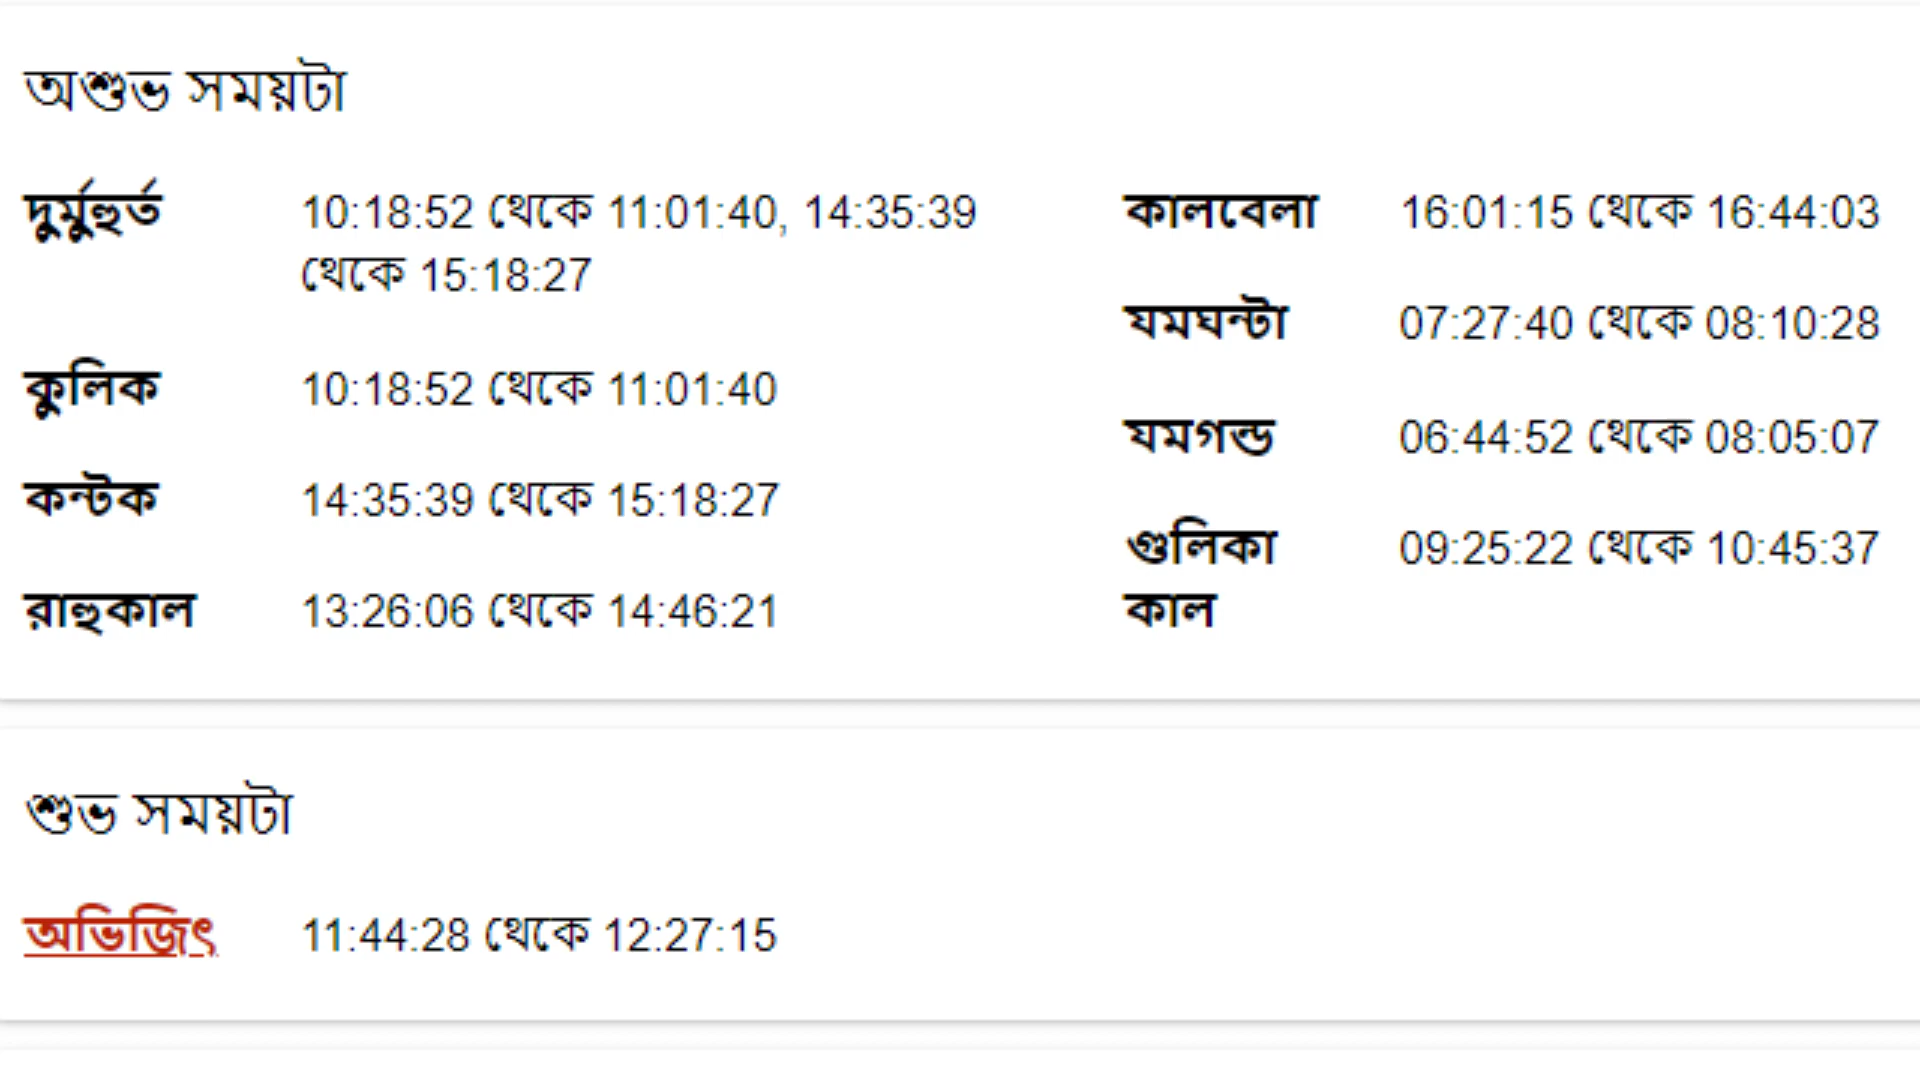 অশুভ সময়টা
দুর্মুহুর্ত 10:18:52 থেকে 11:01:40, 14:35:39
থেকে 15:18:27
কুলিক 10:18:52 থেকে 11:01:40
কন্টক 14:35:39 থেকে 15:18:27
রাহুকাল 13:26:06 থেকে 14:46:21
কালবেলা 16:01:15 থেকে 16:44:03
যমঘন্টা 07:27:40 থেকে 08:10:28
যমগন্ড 06:44:52 থেকে 08:05:07
গুলিকা 09:25:22 থেকে 10:45:37
কাল
শুভ সময়টা
অভিজিৎ 11:44:28 থেকে 12:27:15